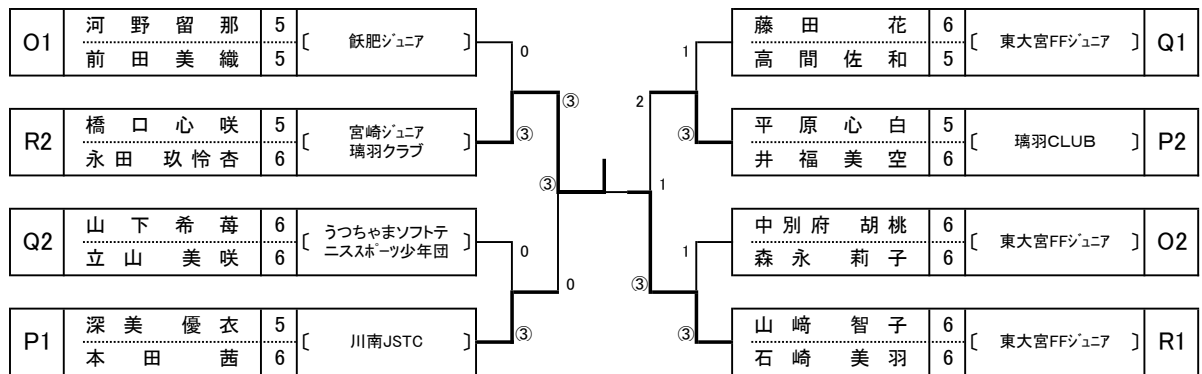 O1 河野留那 5 〔 飫肥ジュニア 〕
前田美織 5
R2 橋口心咲 5 〔 宮崎ジュニア
璃羽クラブ 〕
永田 玖怜杏 6
Q2 山下希苺 6 〔 うつちゃまソフトテ
ニススポーツ少年団 〕
立山 美咲 6
P1 深美 優衣 5 〔 川南JSTC 〕
本田 茜 6
0
③
③
③
0
0
③
1
2
③
1
1
③
③
藤田 花 6 〔 東大宮FFジュニア 〕 Q1
高間佐和 5
平原心白 5 〔 璃羽CLUB 〕 P2
井福美空 6
中別府 胡桃 6 〔 東大宮FFジュニア 〕 O2
森永 莉子 6
山﨑 智子 6 〔 東大宮FFジュニア 〕 R1
石崎 美羽 6